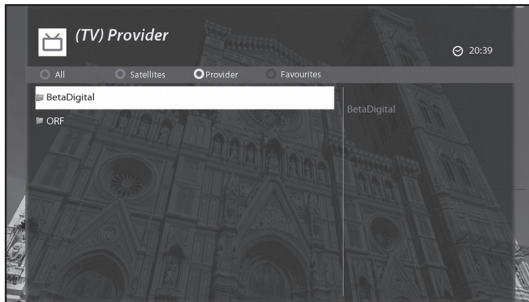 (TV) Provider
20:39
All Satellites Provider Favourites
BetaDigital
BetaDigital
ORF